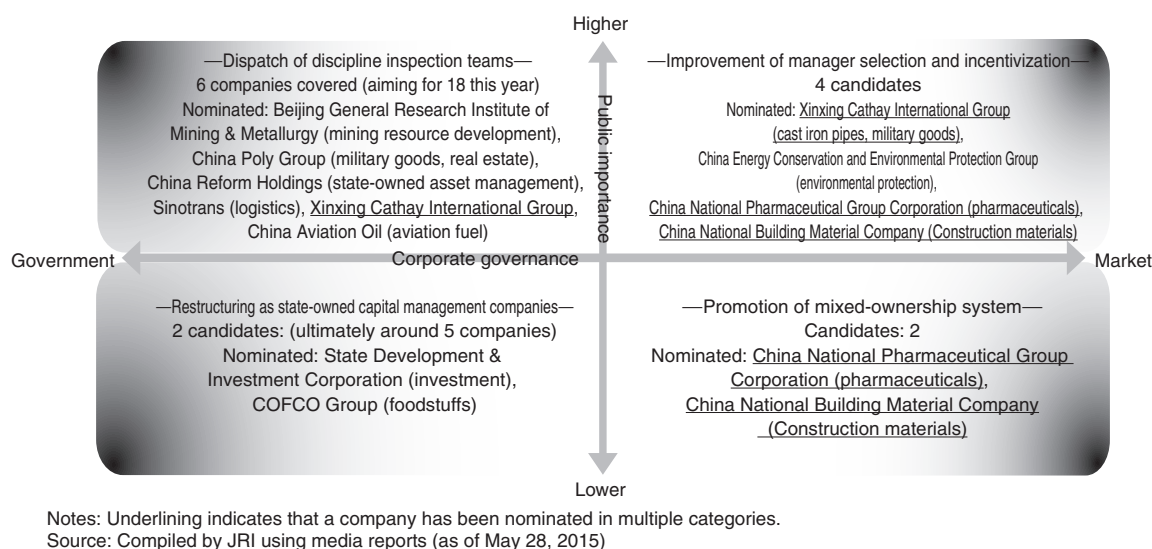 Higher
—Dispatch of discipline inspection teams—
6 companies covered (aiming for 18 this year)
Nominated: Beijing General Research Institute of
Mining & Metallurgy (mining resource development),
China Poly Group (military goods, real estate),
China Reform Holdings (state-owned asset management),
Sinotrans (logistics), Xinxing Cathay International Group,
China Aviation Oil (aviation fuel)
Public importance
—Improvement of manager selection and incentivization—
4 candidates
Nominated: Xinxing Cathay International Group
(cast iron pipes, military goods),
China Energy Conservation and Environmental Protection Group
(environmental protection),
China National Pharmaceutical Group Corporation (pharmaceuticals),
China National Building Material Company (Construction materials)
Government
Corporate governance
Market
—Restructuring as state-owned capital management companies—
2 candidates: (ultimately around 5 companies)
Nominated: State Development &
Investment Corporation (investment),
COFCO Group (foodstuffs)
—Promotion of mixed-ownership system—
Candidates: 2
Nominated: China National Pharmaceutical Group
Corporation (pharmaceuticals),
China National Building Material Company
(Construction materials)
Lower
Notes: Underlining indicates that a company has been nominated in multiple categories.
Source: Compiled by JRI using media reports (as of May 28, 2015)